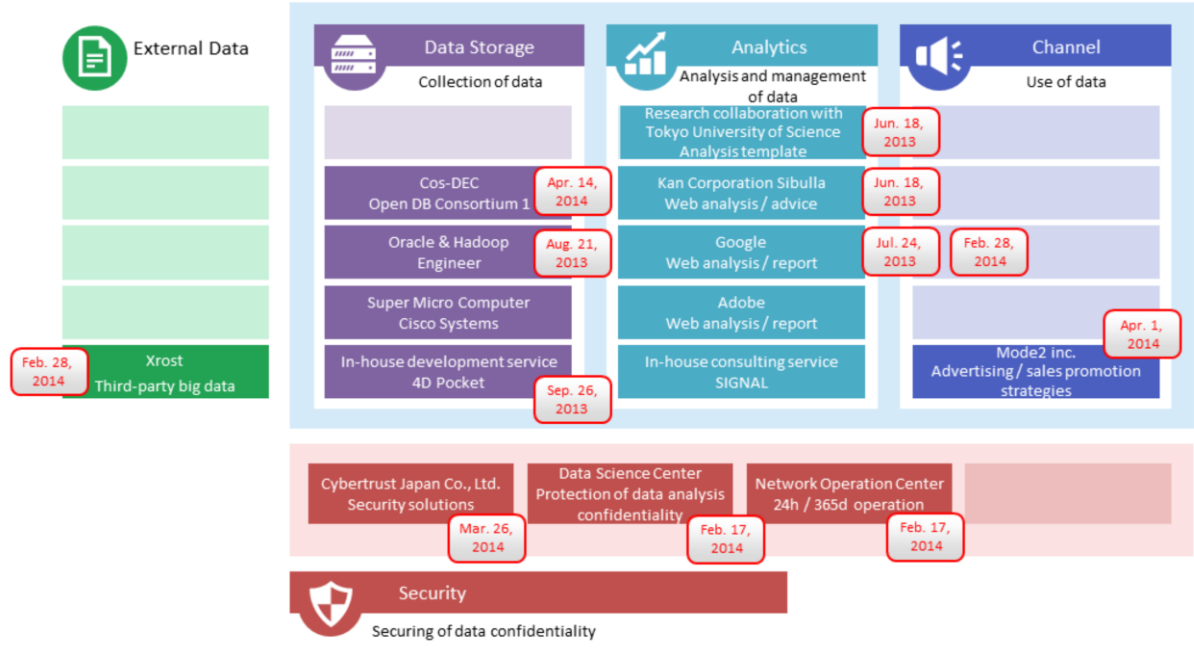 External Data
Data Storage
Collection of data
Analytics
Analysis and management
of data
Channel
Use of data
Research collaboration with
Tokyo University of Science
Analysis template
Jun. 18,
2013
Cos-DEC
Open DB Consortium 1
Apr. 14,
2014
Kan Corporation Sibulla
Web analysis / advice
Jun. 18,
2013
Oracle & Hadoop
Engineer
Aug. 21,
2013
Google
Web analysis / report
Jul. 24,
2013
Feb. 28,
2014
Super Micro Computer
Cisco Systems
Adobe
Web analysis / report
Apr. 1,
2014
Feb. 28,
2014
Xrost
Third-party big data
In-house development service
4D Pocket
Sep. 26,
2013
In-house consulting service
SIGNAL
Mode2 inc.
Advertising / sales promotion
strategies
Cybertrust Japan Co., Ltd.
Security solutions
Mar. 26,
2014
Data Science Center
Protection of data analysis
confidentiality
Feb. 17,
2014
Network Operation Center
24h / 365d operation
Feb. 17,
2014
Security
Securing of data confidentiality